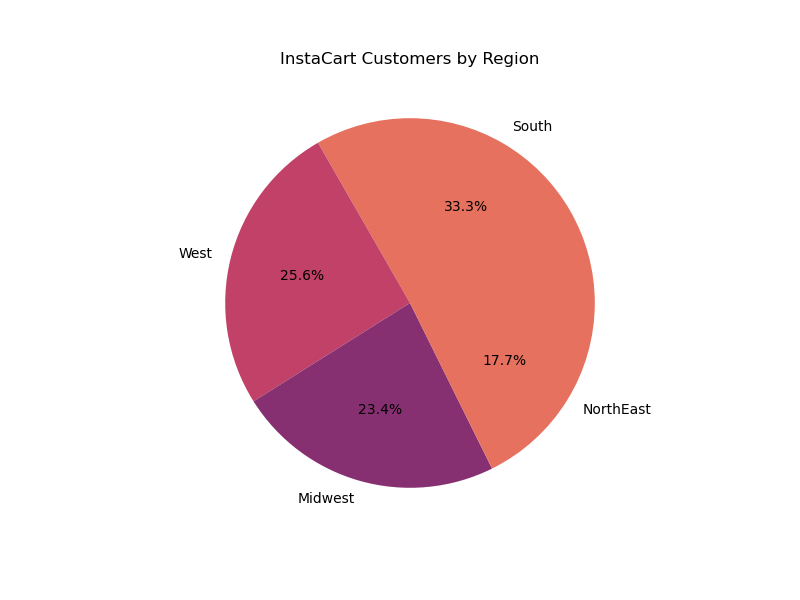 InstaCart Customers by Region
South
33.3%
West
25.6%
17.7%
NorthEast
23.4%
Midwest